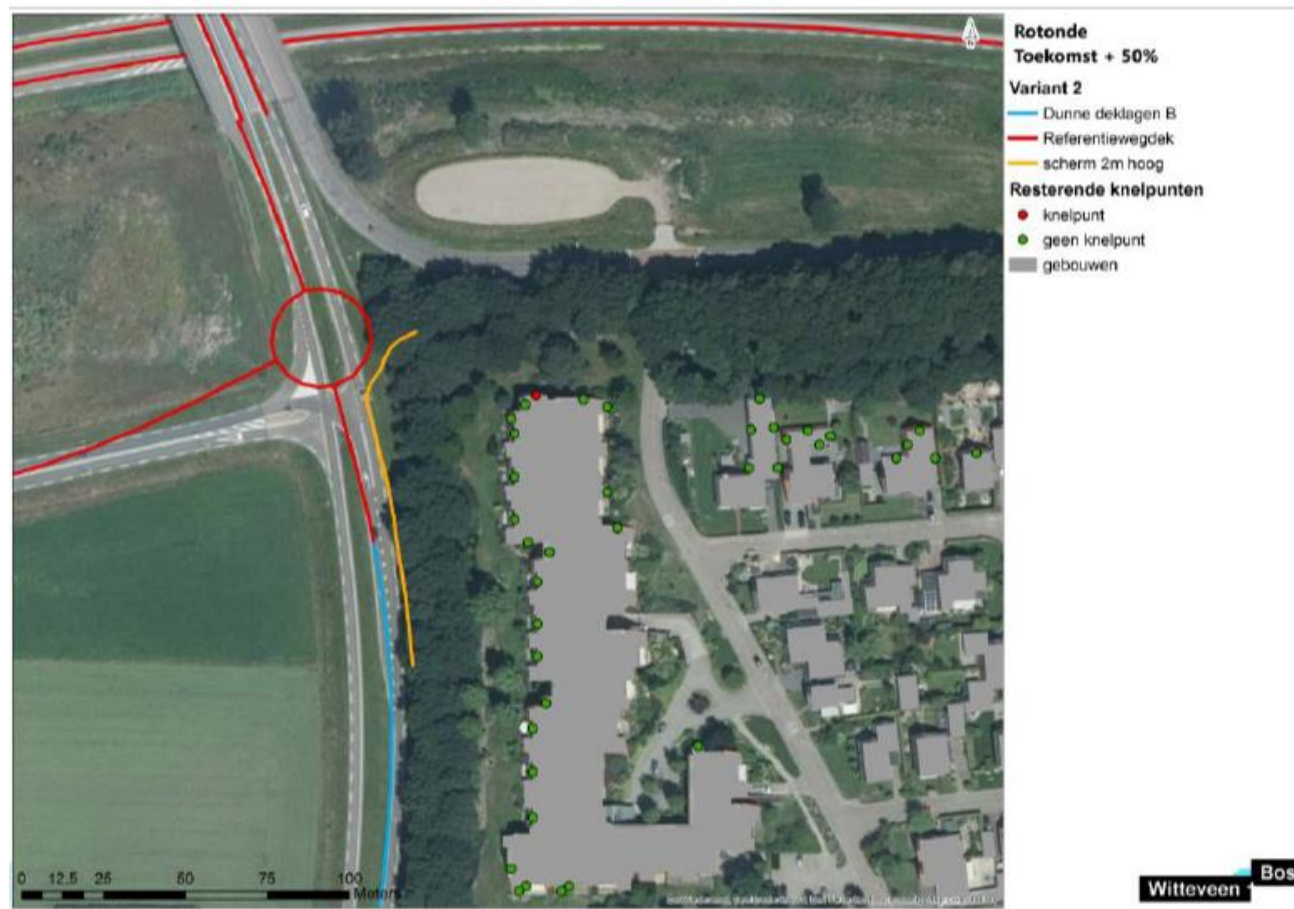 Rotonde
Toekomst + 50%
Variant 2
Dunne deklagen B
Referentiewegdek
scherm 2m hoog
Resterende knelpunten
knelpunt
geen knelpunt
gebouwen
0 12.5 25 50 75 100
Meters
Witteveen
Bos